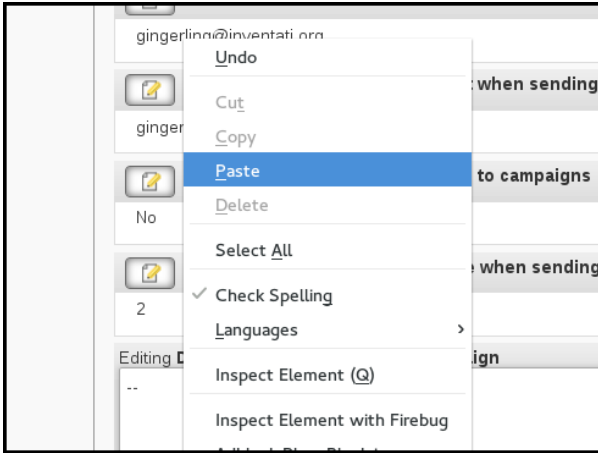 gingerling@inventati.org
Undo
when sending
Cut
ginger
Copy
Paste
to campaigns
Delete
No
Select All
when sending
Check Spelling
2
Languages
Editing
ign
Inspect Element (Q)
--
Inspect Element with Firebug